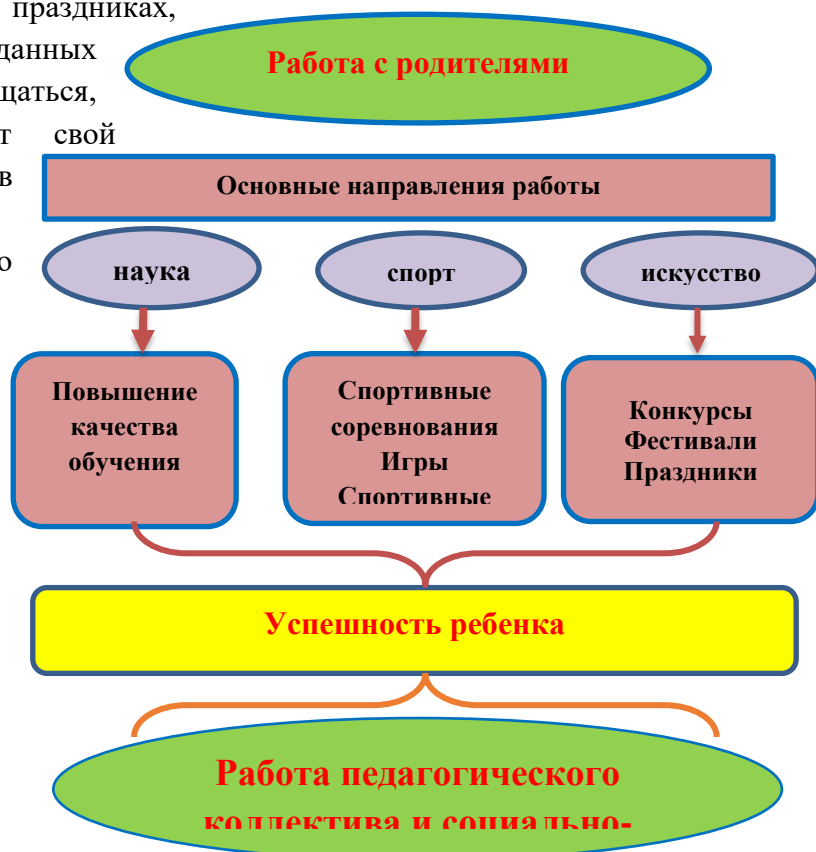 праздниках,
данных
щаться,
т свой
в
о
Работа с родителями
Основные направления работы
наука
спорт
искусство
Повышение
качества
обучения
Спортивные
соревнования
Игры
Спортивные
Конкурсы
Фестивали
Праздники
Успешность ребенка
Работа педагогического
коллектива и социально-